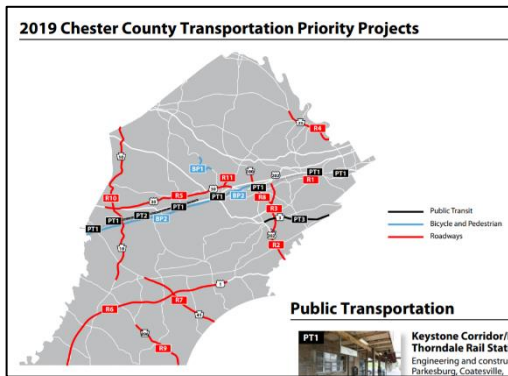 2019 Chester County Transportation Priority Projects
R4
BP1
R11
PT1
PT1
R1
PT1
R10
R5
PT1
BP2
R8
PT1
PT2
R3
PT1
PT3
R2
1
R7
R6
R9
Public Transit
Bicycle and Pedestrian
Roadways
Public Transportation
PT1
Keystone Corridor/
Thorndale Rail Stat
Engineering and constru
Parkesburg, Coatesville,